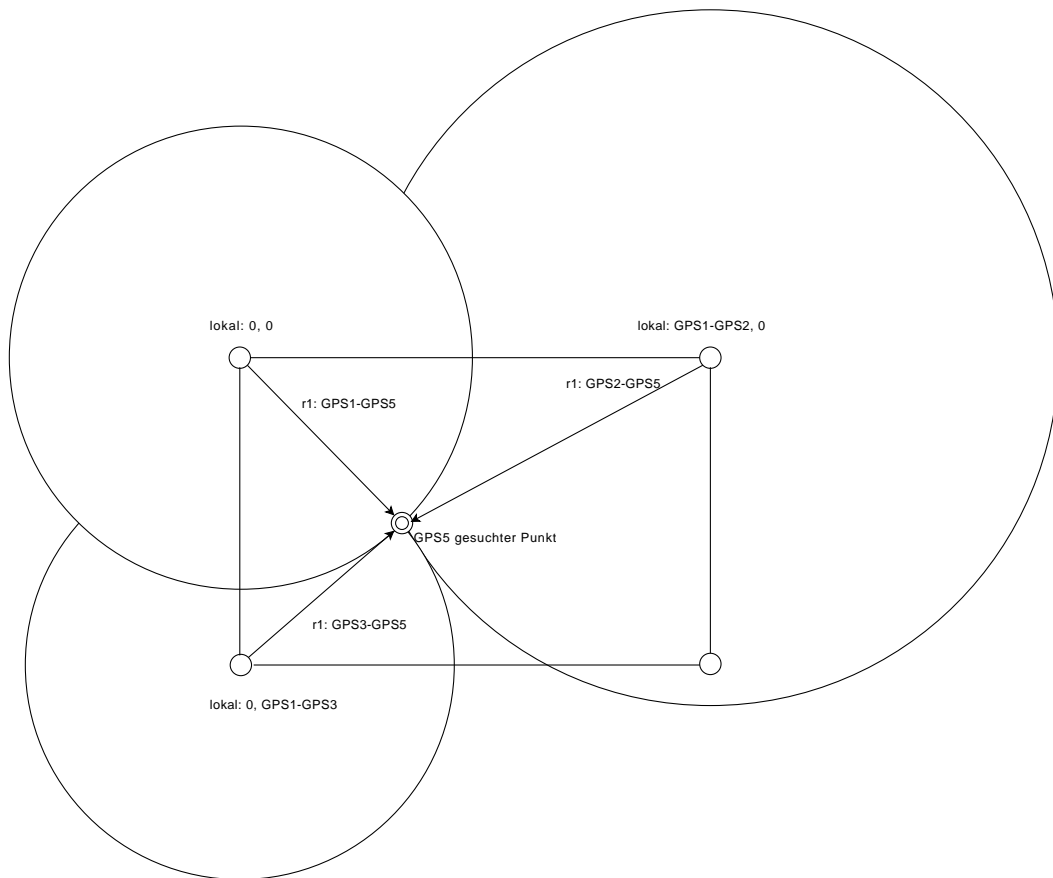 lokal: 0, 0
lokal: GPS1-GPS2, 0
r1: GPS1-GPS5
r1: GPS2-GPS5
GPS5 gesuchter Punkt
r1: GPS3-GPS5
lokal: 0, GPS1-GPS3